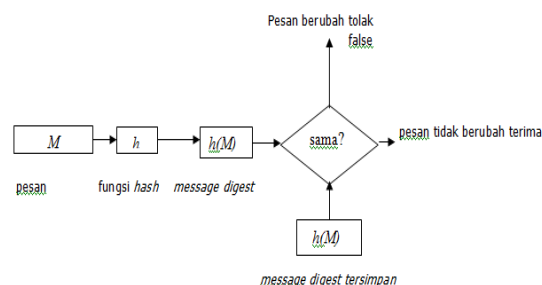 Pesan berubah tolak
false
M
h
h(M)
sama?
pesan tidak berubah terima
pesan
fungsi hash
message digest
h(M)
message digest tersimpan